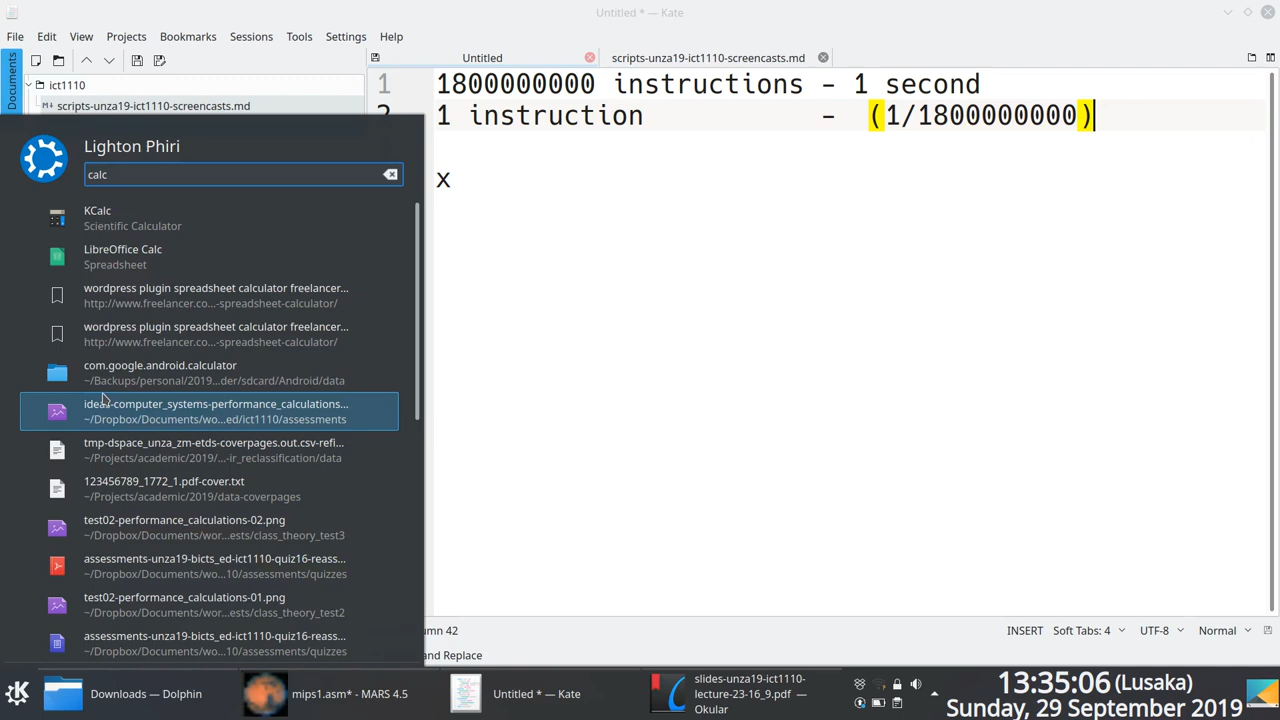 Untitled * — Kate
File Edit View Projects Bookmarks Sessions Tools Settings Help
Documents
Untitled
scripts-unza19-ict1110-screencasts.md
ict1110
scripts-unza19-ict1110-screencasts.md
1 1800000000 instructions - 1 second
2 1 instruction - (1/1800000000)
x
Lighton Phiri
calc
KCalc
Scientific Calculator
LibreOffice Calc
Spreadsheet
wordpress plugin spreadsheet calculator freelancer...
http://www.freelancer.co...-spreadsheet-calculator/
wordpress plugin spreadsheet calculator freelancer...
http://www.freelancer.co...-spreadsheet-calculator/
com.google.android.calculator
~/Backups/personal/2019...der/sdcard/Android/data
ideas-computer_systems-performance_calculations...
~/Dropbox/Documents/wo...ed/ict1110/assessments
tmp-dspace_unza_zm-etds-coverpages.out.csv-refi...
~/Projects/academic/2019/...-ir_reclassification/data
123456789_1772_1.pdf-cover.txt
~/Projects/academic/2019/data-coverpages
test02-performance_calculations-02.png
~/Dropbox/Documents/wor...ests/class_theory_test3
assessments-unza19-bicts_ed-ict1110-quiz16-reass...
~/Dropbox/Documents/wo...10/assessments/quizzes
test02-performance_calculations-01.png
~/Dropbox/Documents/wor...ests/class_theory_test2
assessments-unza19-bicts_ed-ict1110-quiz16-reass...
~/Dropbox/Documents/wo...10/assessments/quizzes
42 INSERT Soft Tabs: 4 UTF-8 Normal
and Replace
Downloads — Dolphin
mips1.asm* - MARS 4.5
Untitled * — Kate
slides-unza19-ict1110-
lecture-23-16_9.pdf —
Okular
13:35:06 (Lusaka)
Sunday, 29 September 2019